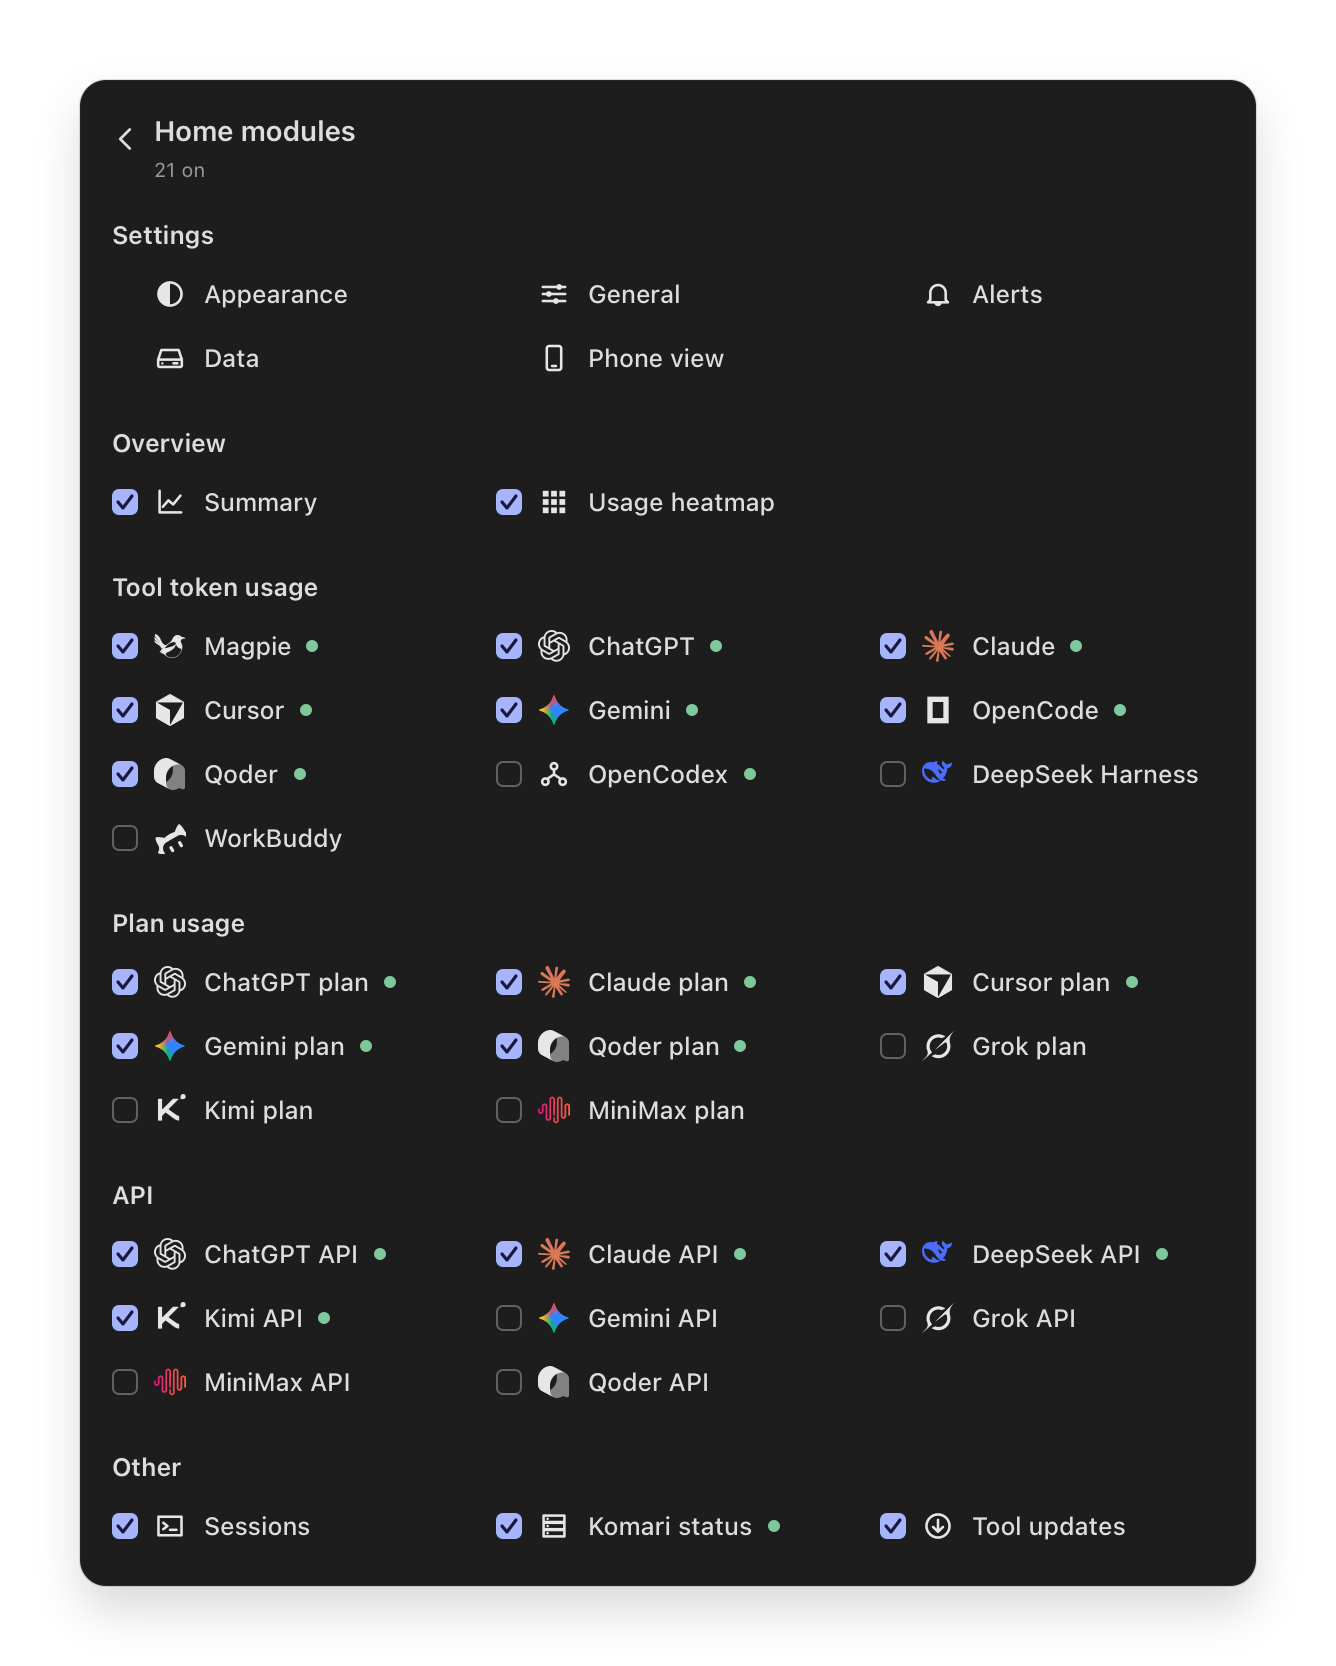 Home modules
21 on
Settings
Appearance General Alerts
Data Phone view
Overview
Summary Usage heatmap
Tool token usage
Magpie ChatGPT Claude
Cursor Gemini OpenCode
Qoder OpenCodex DeepSeek Harness
WorkBuddy
Plan usage
ChatGPT plan Claude plan Cursor plan
Gemini plan Qoder plan Grok plan
Kimi plan MiniMax plan
API
ChatGPT API Claude API DeepSeek API
Kimi API Gemini API Grok API
MiniMax API Qoder API
Other
Sessions Komari status Tool updates